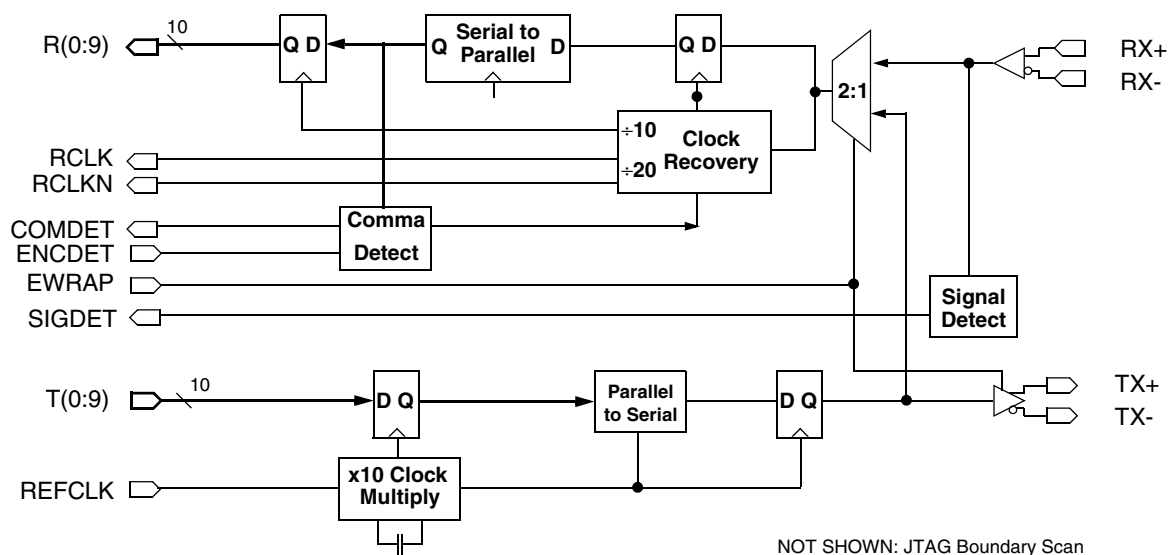 R(0:9)
10
Q D
Q
Serial to
Parallel
D
Q D
2:1
RX+
RX-
÷10
÷20
Clock
Recovery
RCLK
RCLKN
COMDET
ENCDET
Comma
Detect
EWRAP
SIGDET
Signal
Detect
T(0:9)
10
D Q
Parallel
to Serial
D Q
TX+
TX-
REFCLK
x10 Clock
Multiply
NOT SHOWN: JTAG Boundary Scan